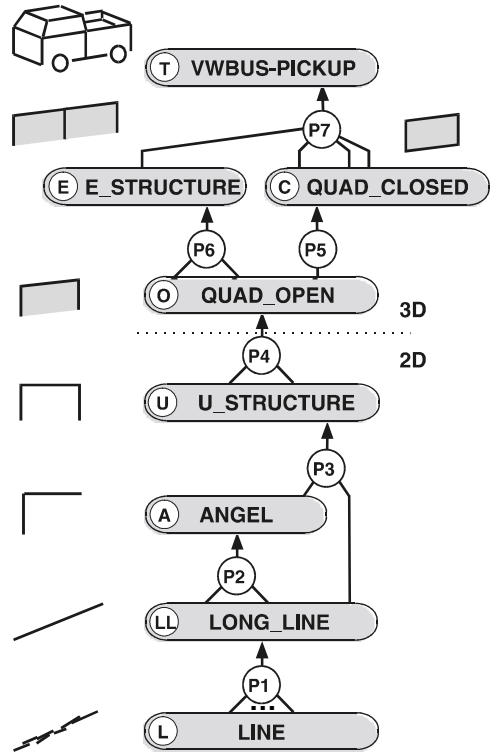 T VWBUS-PICKUP
P7
E E_STRUCTURE
C QUAD_CLOSED
P6
P5
O QUAD_OPEN
3D
P4
2D
U U_STRUCTURE
P3
A ANGEL
P2
LL LONG_LINE
P1
L LINE